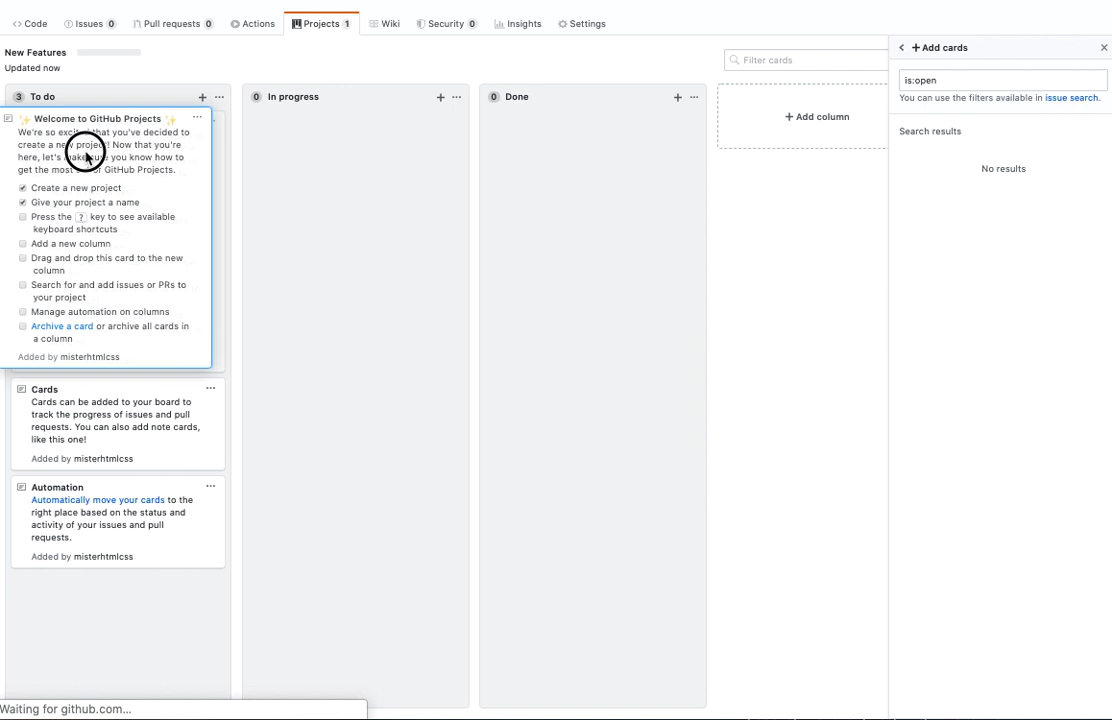 Code Issues 0 Pull requests 0 Actions Projects 1 Wiki Security 0 Insights Settings
New Features
Updated now
Filter cards
3 To do
0 In progress
0 Done
+ Add column
✨ Welcome to GitHub Projects ✨
We're so excited that you've decided to
create a new project! Now that you're
here, let's make sure you know how to
get the most out of GitHub Projects.
Create a new project
Give your project a name
Press the ? key to see available
keyboard shortcuts
Add a new column
Drag and drop this card to the new
column
Search for and add issues or PRs to
your project
Manage automation on columns
Archive a card or archive all cards in
a column
Added by misterhtmlcss
Cards
Cards can be added to your board to
track the progress of issues and pull
requests. You can also add note cards,
like this one!
Added by misterhtmlcss
Automation
Automatically move your cards to the
right place based on the status and
activity of your issues and pull
requests.
Added by misterhtmlcss
+ Add cards
is:open
You can use the filters available in issue search.
Search results
No results
Waiting for github.com...